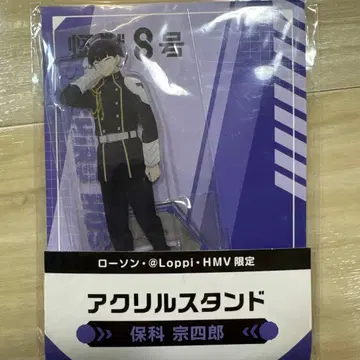 怪獣8号
ローソン・@Loppi・HMV限定
アクリルスタンド
保科 宗四郎